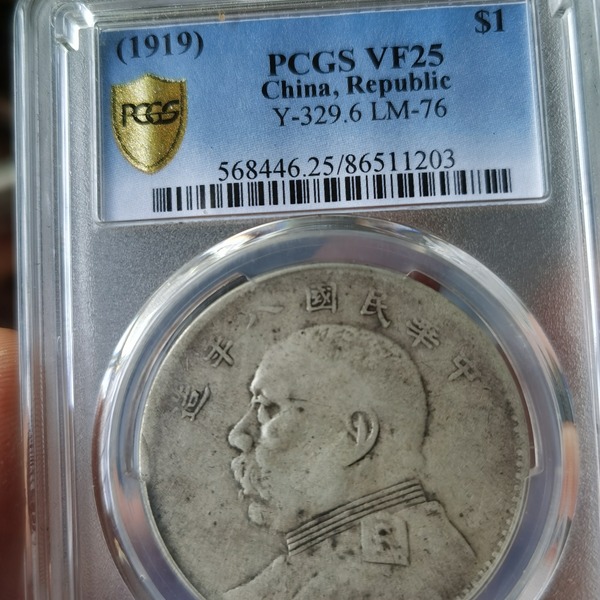 (1919)
$1
PCGS VF25
China, Republic
Y-329.6 LM-76
PCGS
568446.25/86511203
中華民國八年造